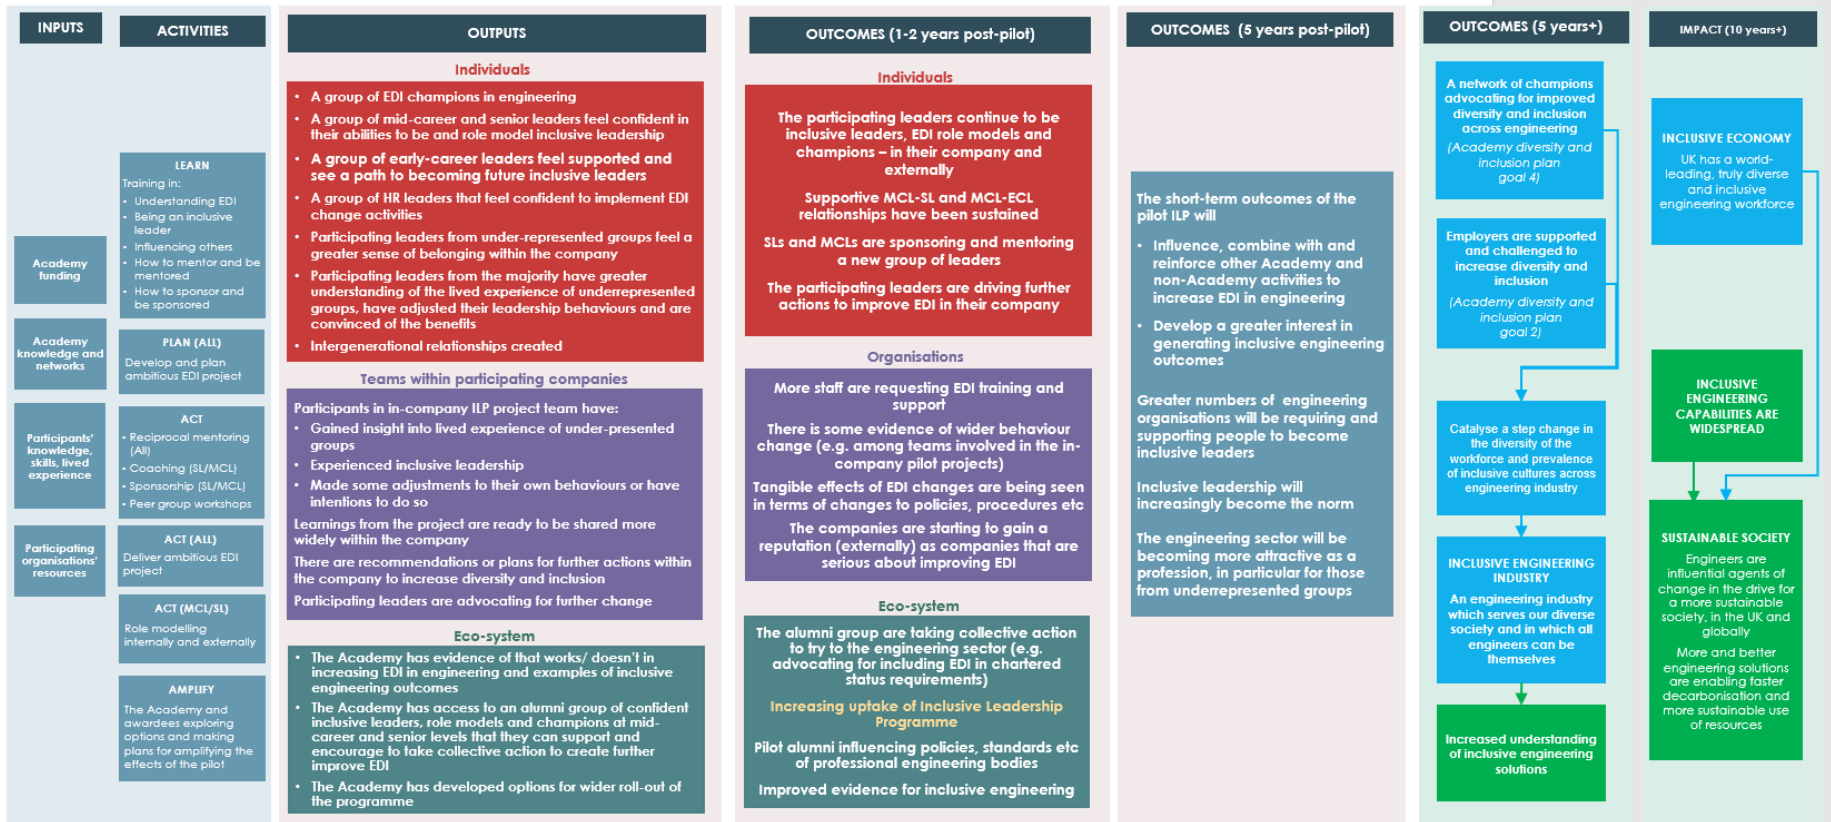 INPUTS
Academy
funding
Academy
knowledge and
networks
Participants'
knowledge,
skills, lived
experience
Participating
organisations'
resources
ACTIVITIES
LEARN
Training in:
• Understanding EDI
• Being an inclusive
leader
• Influencing others
• How to mentor and be
mentored
• How to sponsor and
be sponsored
PLAN (ALL)
Develop and plan
ambitious EDI project
ACT
• Reciprocal mentoring
(All)
• Coaching (SL/MCL)
• Sponsorship (SL/MCL)
• Peer group workshops
ACT (ALL)
Deliver ambitious EDI
project
ACT (MCL/SL)
Role modelling
internally and externally
AMPLIFY
The Academy and
awardees exploring
options and making
plans for amplifying the
effects of the pilot
OUTPUTS
Individuals
• A group of EDI champions in engineering
• A group of mid-career and senior leaders feel confident in
their abilities to be and role model inclusive leadership
• A group of early-career leaders feel supported and
see a path to becoming future inclusive leaders
• A group of HR leaders that feel confident to implement EDI
change activities
• Participating leaders from under-represented groups feel a
greater sense of belonging within the company
• Participating leaders from the majority have greater
understanding of the lived experience of underrepresented
groups, have adjusted their leadership behaviours and are
convinced of the benefits
• Intergenerational relationships created
Teams within participating companies
Participants in in-company ILP project team have:
• Gained insight into lived experience of under-presented
groups
• Experienced inclusive leadership
• Made some adjustments to their own behaviours or have
intentions to do so
Learnings from the project are ready to be shared more
widely within the company
There are recommendations or plans for further actions within
the company to increase diversity and inclusion
Participating leaders are advocating for further change
Eco-system
• The Academy has evidence of that works/ doesn't in
increasing EDI in engineering and examples of inclusive
engineering outcomes
• The Academy has access to an alumni group of confident
inclusive leaders, role models and champions at mid-
career and senior levels that they can support and
encourage to take collective action to create further
improve EDI
• The Academy has developed options for wider roll-out of
the programme
OUTCOMES (1-2 years post-pilot)
Individuals
The participating leaders continue to be
inclusive leaders, EDI role models and
champions – in their company and
externally
Supportive MCL-SL and MCL-ECL
relationships have been sustained
SLs and MCLs are sponsoring and mentoring
a new group of leaders
The participating leaders are driving further
actions to improve EDI in their company
Organisations
More staff are requesting EDI training and
support
There is some evidence of wider behaviour
change (e.g. among teams involved in the in-
company pilot projects)
Tangible effects of EDI changes are being seen
in terms of changes to policies, procedures etc
The companies are starting to gain a
reputation (externally) as companies that are
serious about improving EDI
Eco-system
The alumni group are taking collective action
to try to the engineering sector (e.g.
advocating for including EDI in chartered
status requirements)
Increasing uptake of Inclusive Leadership
Programme
Pilot alumni influencing policies, standards etc
of professional engineering bodies
Improved evidence for inclusive engineering
OUTCOMES (5 years post-pilot)
The short-term outcomes of the
pilot ILP will
• Influence, combine with and
reinforce other Academy and
non-Academy activities to
increase EDI in engineering
• Develop a greater interest in
generating inclusive engineering
outcomes
Greater numbers of engineering
organisations will be requiring and
supporting people to become
inclusive leaders
Inclusive leadership will
increasingly become the norm
The engineering sector will be
becoming more attractive as a
profession, in particular for those
from underrepresented groups
OUTCOMES (5 years+)
A network of champions
advocating for improved
diversity and inclusion
across engineering
(Academy diversity and
inclusion plan
goal 4)
Employers are supported
and challenged to
increase diversity and
inclusion
(Academy diversity and
inclusion plan
goal 2)
Catalyse a step change in
the diversity of the
workforce and prevalence
of inclusive cultures across
engineering industry
INCLUSIVE ENGINEERING
INDUSTRY
An engineering industry
which serves our diverse
society and in which all
engineers can be
themselves
Increased understanding
of inclusive engineering
solutions
IMPACT (10 years+)
INCLUSIVE ECONOMY
UK has a world-
leading, truly diverse
and inclusive
engineering workforce
INCLUSIVE
ENGINEERING
CAPABILITIES ARE
WIDESPREAD
SUSTAINABLE SOCIETY
Engineers are
influential agents of
change in the drive for
a more sustainable
society, in the UK and
globally
More and better
engineering solutions
are enabling faster
decarbonisation and
more sustainable use
of resources